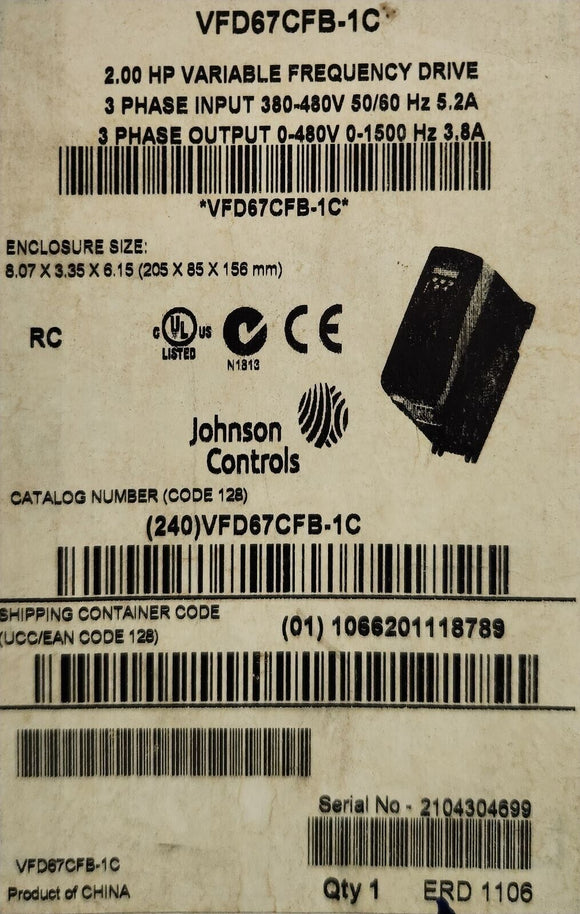 VFD67CFB-1C
2.00 HP VARIABLE FREQUENCY DRIVE
3 PHASE INPUT 380-480V 50/60 Hz 5.2A
3 PHASE OUTPUT 0-480V 0-1500 Hz 3.8A
*VFD67CFB-1C*
ENCLOSURE SIZE:
8.07 X 3.35 X 6.15 (205 X 85 X 156 mm)
RC
C UL US
LISTED
N1813
CE
Johnson
Controls
CATALOG NUMBER (CODE 128)
(240)VFD67CFB-1C
SHIPPING CONTAINER CODE
(UCC/EAN CODE 128)
(01) 1066201118789
Serial No - 2104304699
VFD67CFB-1C
Product of CHINA
Qty 1
ERD 1106